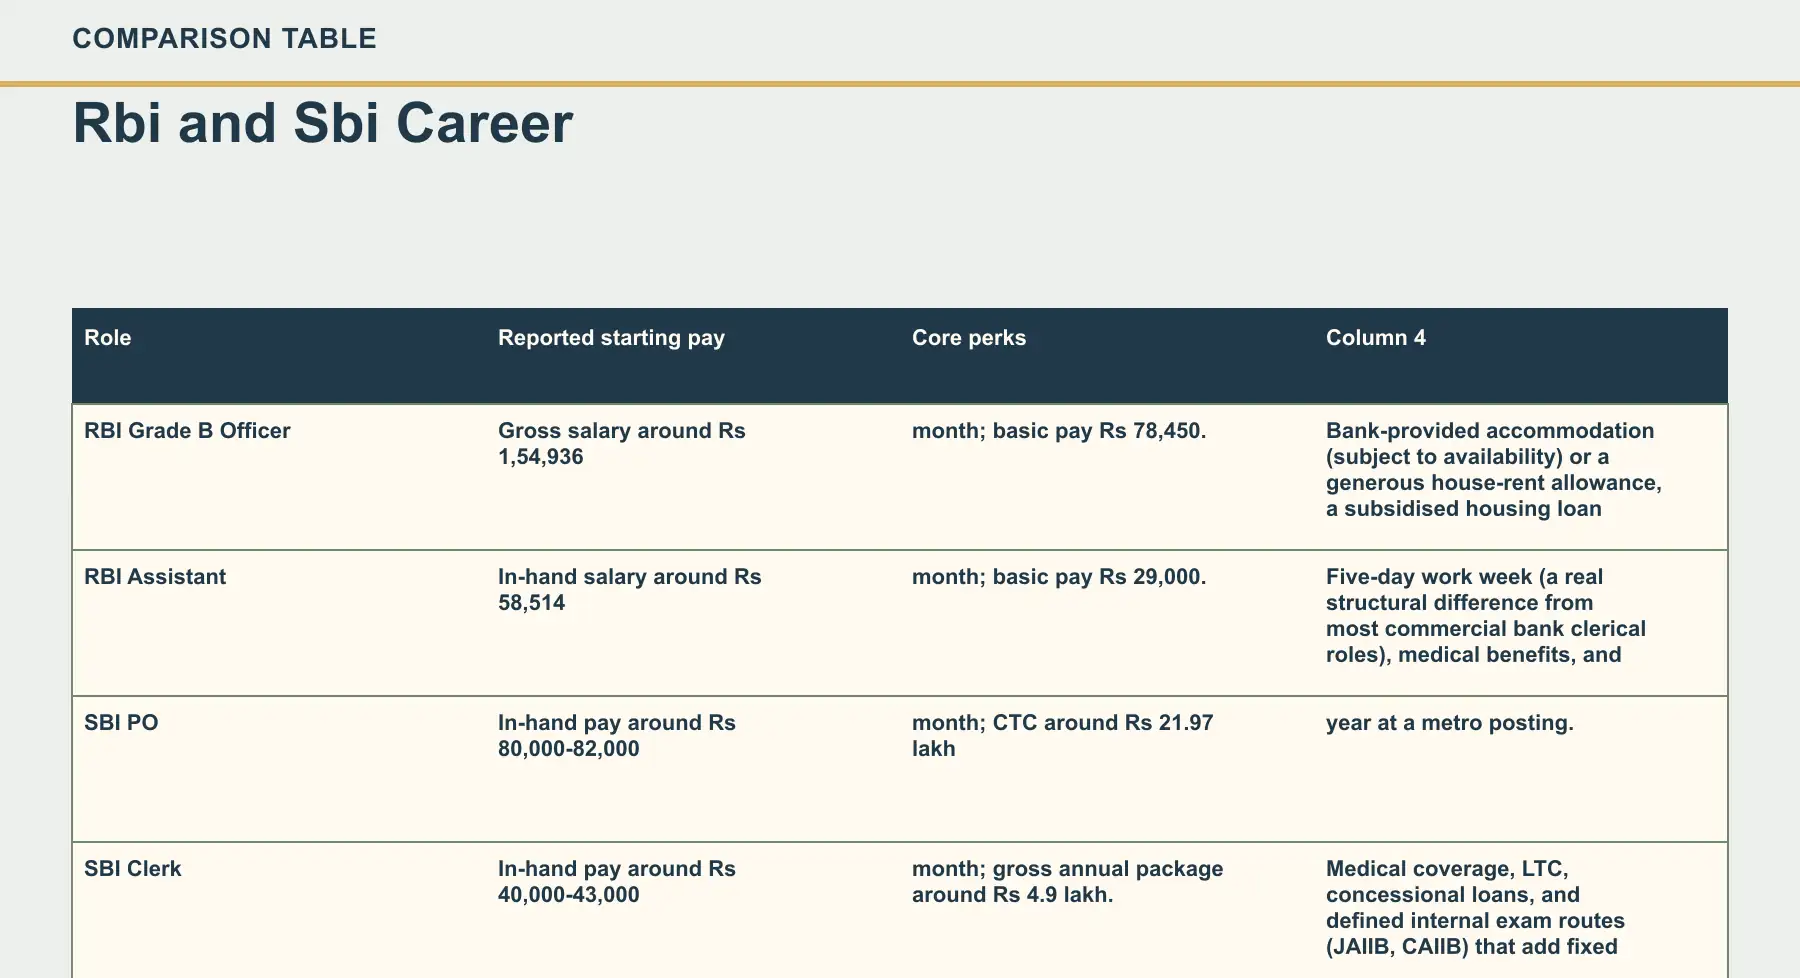 COMPARISON TABLE
Rbi and Sbi Career
Role
Reported starting pay
Core perks
Column 4
RBI Grade B Officer
Gross salary around Rs
1,54,936
month; basic pay Rs 78,450.
Bank-provided accommodation
(subject to availability) or a
generous house-rent allowance,
a subsidised housing loan
RBI Assistant
In-hand salary around Rs
58,514
month; basic pay Rs 29,000.
Five-day work week (a real
structural difference from
most commercial bank clerical
roles), medical benefits, and
SBI PO
In-hand pay around Rs
80,000-82,000
month; CTC around Rs 21.97
lakh
year at a metro posting.
SBI Clerk
In-hand pay around Rs
40,000-43,000
month; gross annual package
around Rs 4.9 lakh.
Medical coverage, LTC,
concessional loans, and
defined internal exam routes
(JAIIB, CAIIB) that add fixed